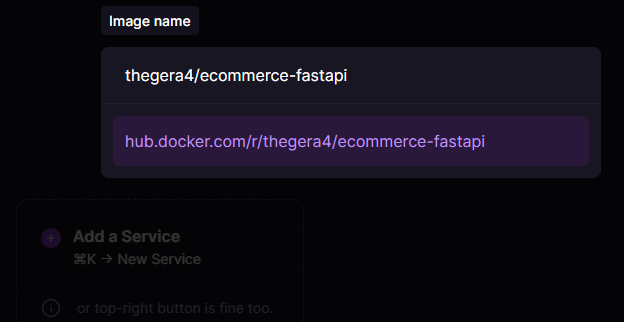 Image name
thegera4/ecommerce-fastapi
hub.docker.com/r/thegera4/ecommerce-fastapi
Add a Service
⌘K → New Service
or top-right button is fine too.